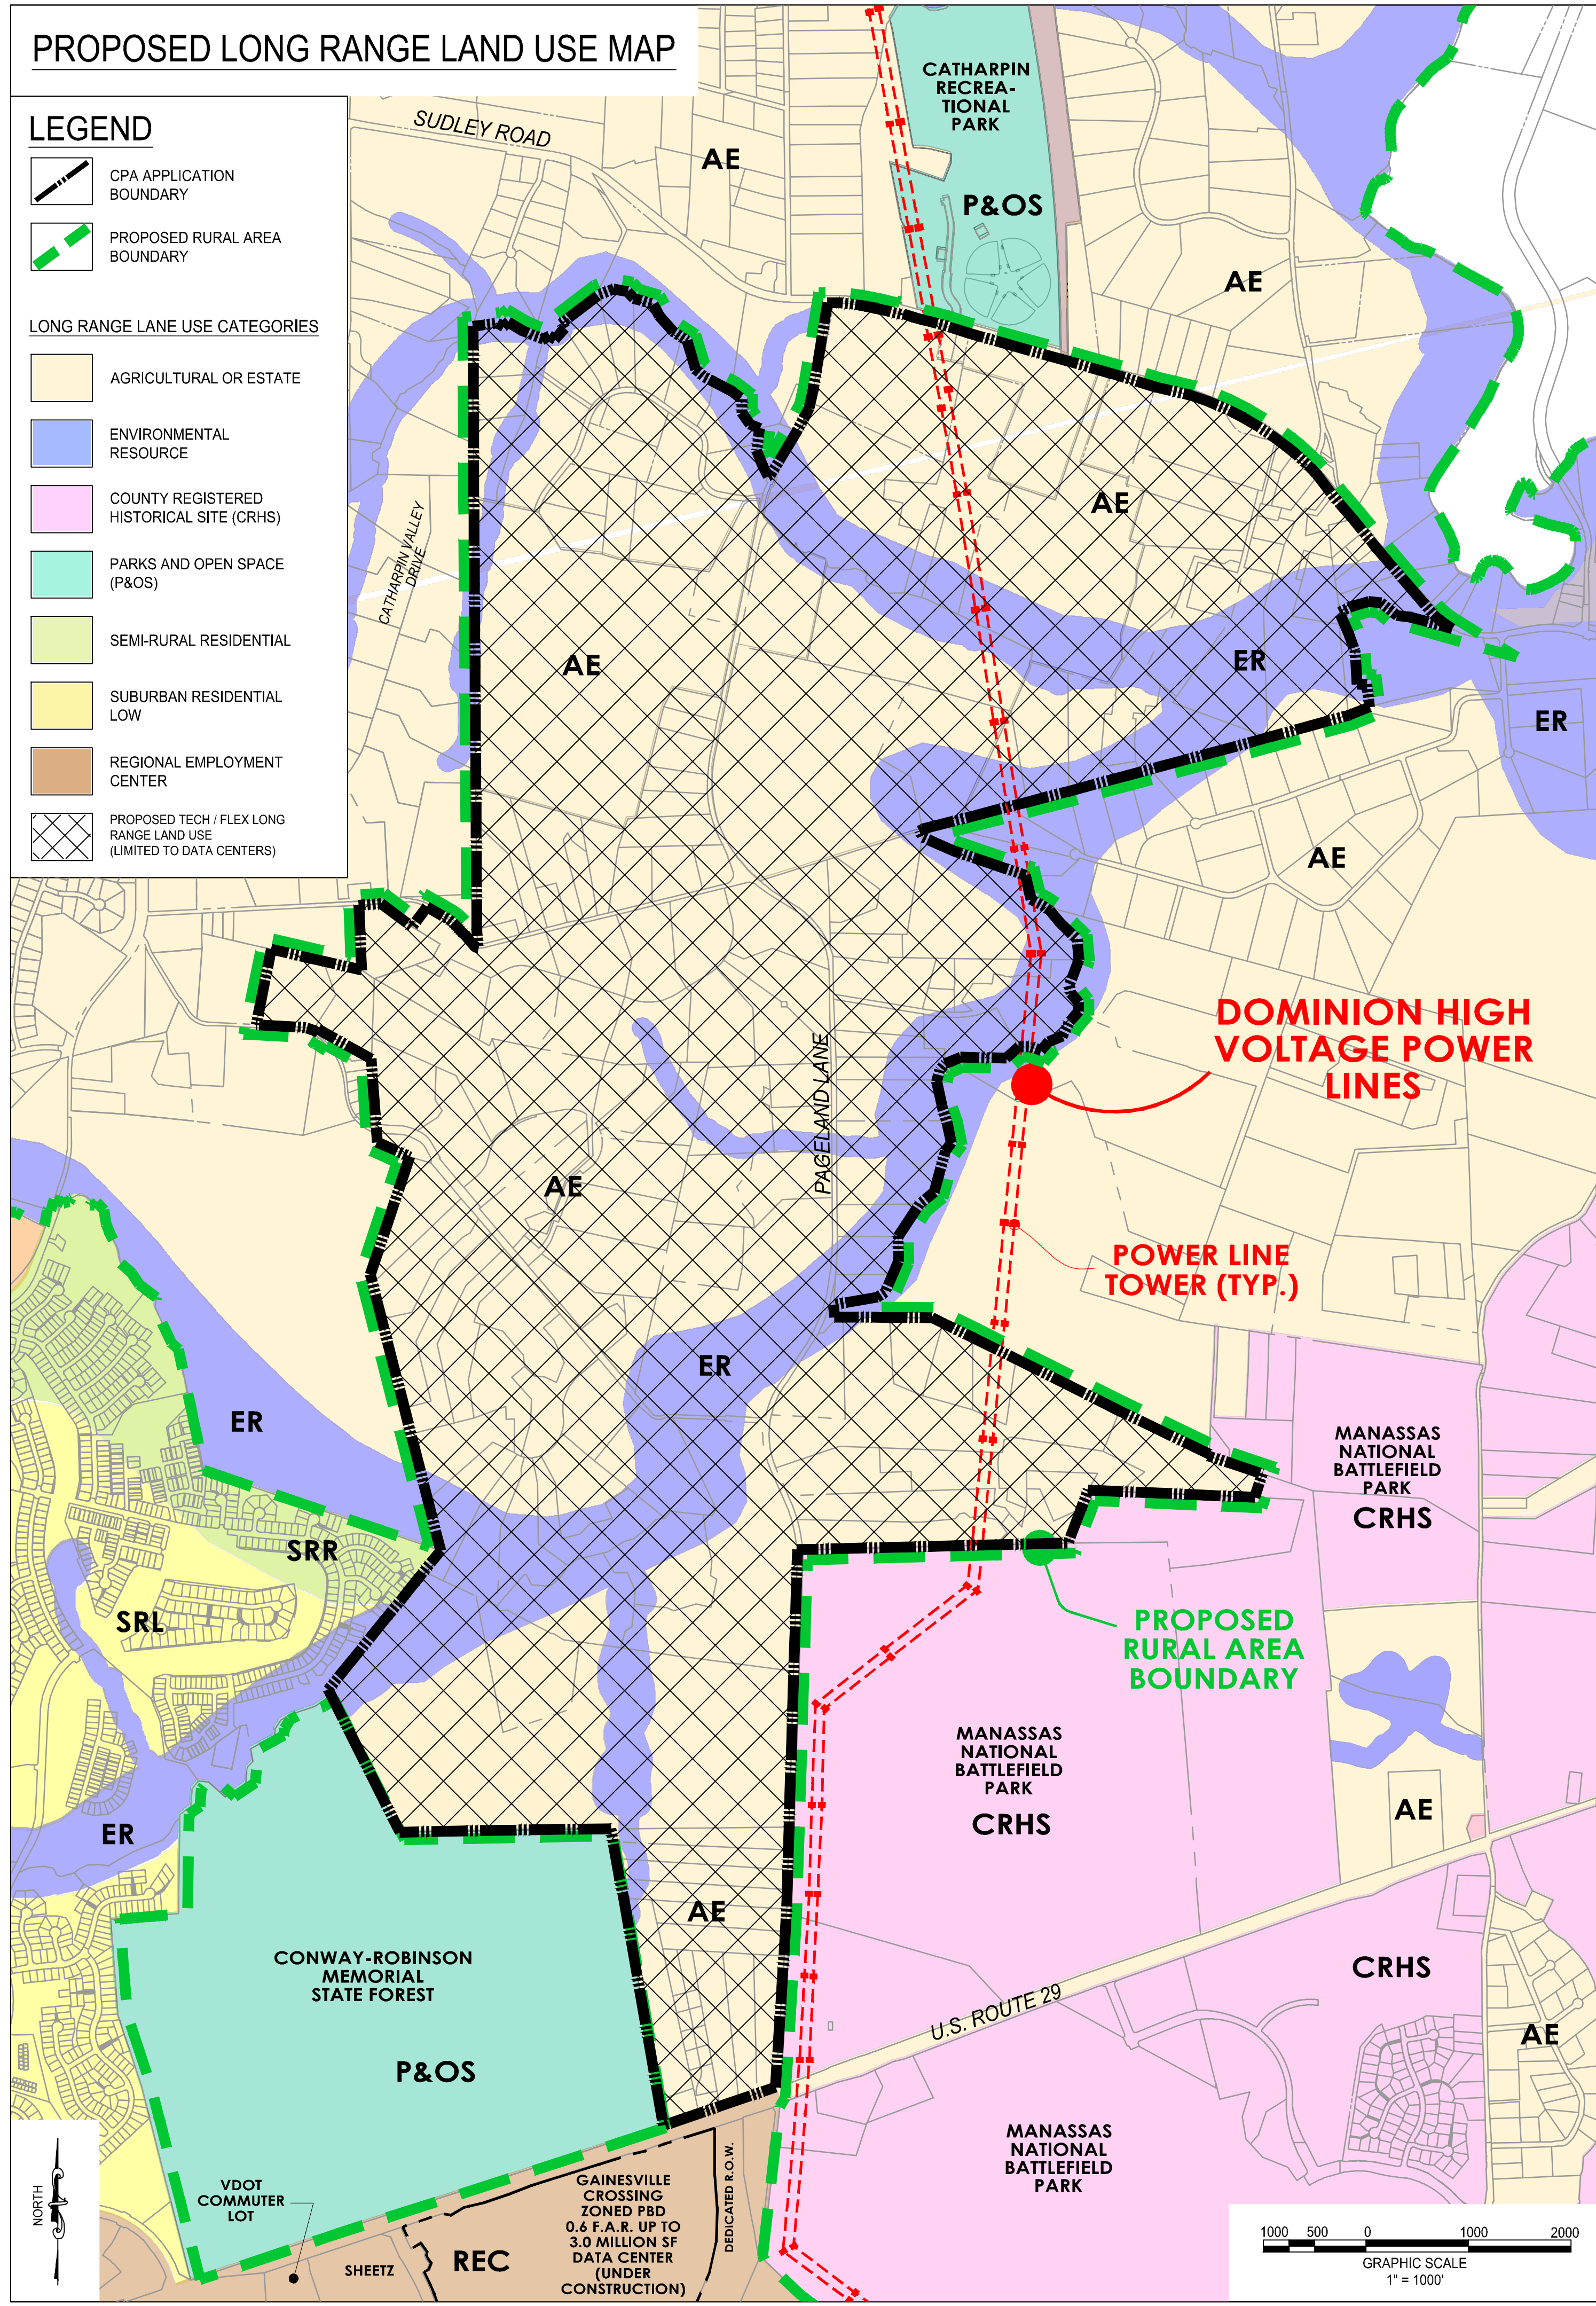 PROPOSED LONG RANGE LAND USE MAP
LEGEND
CPA APPLICATION
BOUNDARY
PROPOSED RURAL AREA
BOUNDARY
LONG RANGE LANE USE CATEGORIES
AGRICULTURAL OR ESTATE
ENVIRONMENTAL
RESOURCE
COUNTY REGISTERED
HISTORICAL SITE (CRHS)
PARKS AND OPEN SPACE
(P&OS)
SEMI-RURAL RESIDENTIAL
SUBURBAN RESIDENTIAL
LOW
REGIONAL EMPLOYMENT
CENTER
PROPOSED TECH / FLEX LONG
RANGE LAND USE
(LIMITED TO DATA CENTERS)
SUDLEY ROAD
AE
CATHARPIN
RECREA-
TIONAL
PARK
P&OS
AE
AE
CATHARPIN VALLEY
DRIVE
AE
ER
ER
AE
DOMINION HIGH
VOLTAGE POWER
LINES
PAGELAND LANE
AE
POWER LINE
TOWER (TYP.)
ER
ER
MANASSAS
NATIONAL
BATTLEFIELD
PARK
CRHS
SRR
SRL
PROPOSED
RURAL AREA
BOUNDARY
MANASSAS
NATIONAL
BATTLEFIELD
PARK
CRHS
AE
ER
AE
CONWAY-ROBINSON
MEMORIAL
STATE FOREST
P&OS
CRHS
U.S. ROUTE 29
AE
MANASSAS
NATIONAL
BATTLEFIELD
PARK
NORTH
VDOT
COMMUTER
LOT
SHEETZ
REC
GAINESVILLE
CROSSING
ZONED PBD
0.6 F.A.R. UP TO
3.0 MILLION SF
DATA CENTER
(UNDER
CONSTRUCTION)
DEDICATED R.O.W.
1000 500 0 1000 2000
GRAPHIC SCALE
1" = 1000'